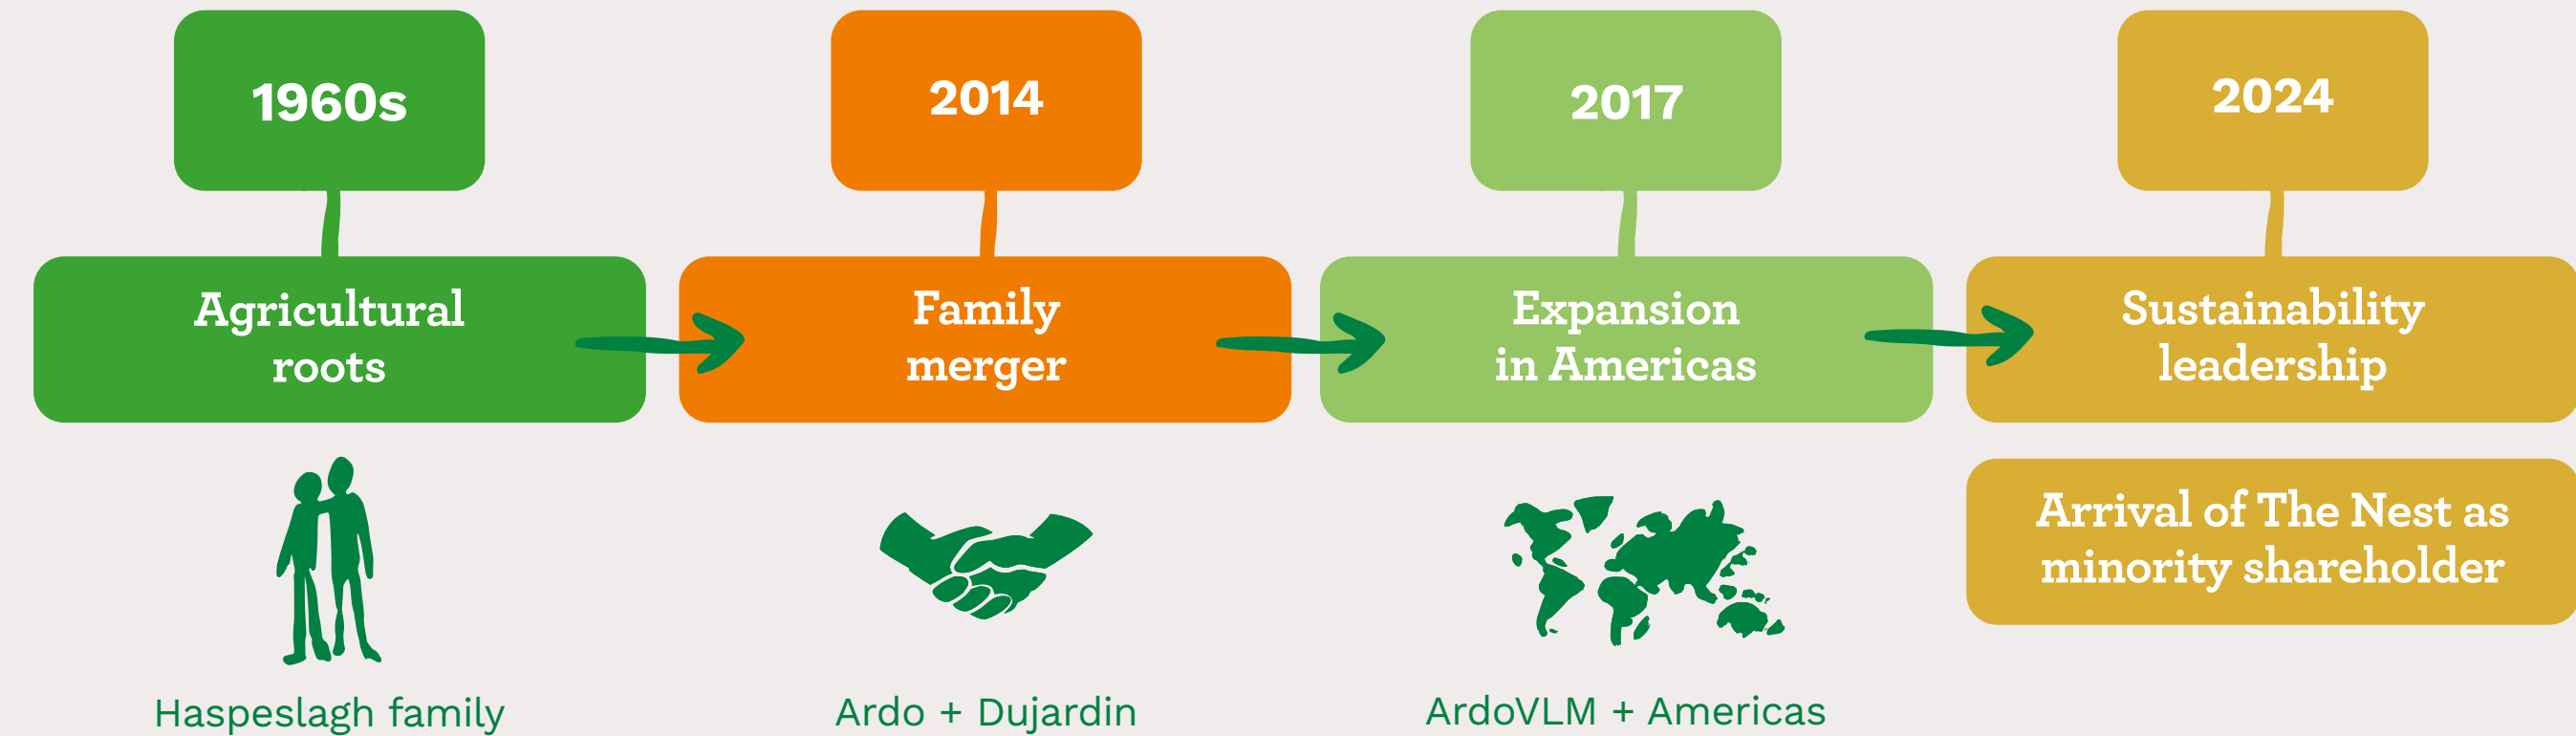 1960s
Agricultural
roots
Haspeslagh family
2014
Family
merger
Ardo + Dujardin
2017
Expansion
in Americas
ArdoVLM + Americas
2024
Sustainability
leadership
Arrival of The Nest as
minority shareholder